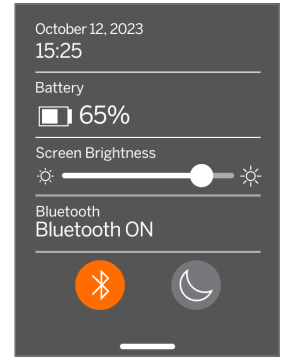 October 12, 2023
15:25
Battery
65%
Screen Brightness
Bluetooth
Bluetooth ON